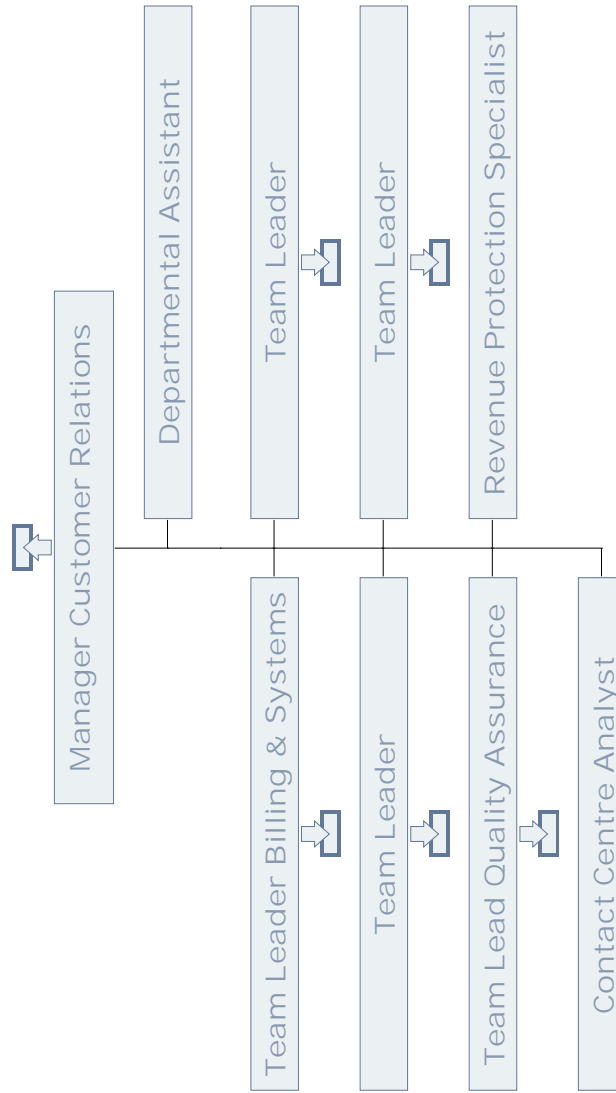 Manager Customer Relations
Departmental Assistant
Team Leader Billing & Systems
Team Leader
Team Leader
Team Leader
Team Lead Quality Assurance
Revenue Protection Specialist
Contact Centre Analyst